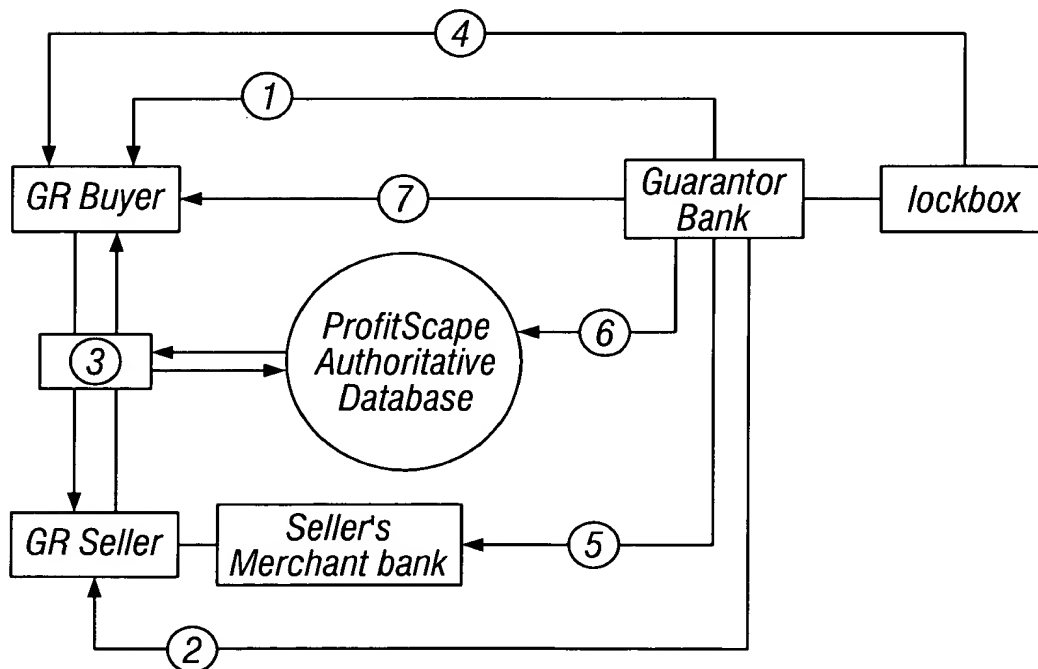 4
1
GR Buyer
7
Guarantor
Bank
lockbox
3
ProfitScape
Authoritative
Database
6
GR Seller
Seller's
Merchant bank
5
2